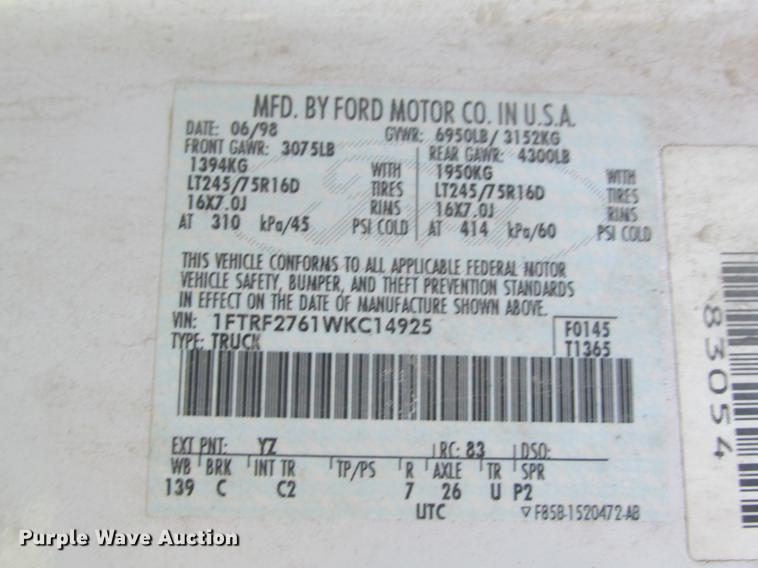 MFD. BY FORD MOTOR CO. IN U.S.A.
DATE: 06/98 GVWR: 6950LB/ 3152KG
FRONT GAWR: 3075LB REAR GAWR: 4300LB
1394KG WITH 1950KG WITH
LT245/75R16D TIRES LT245/75R16D TIRES
16X7.0J RIMS 16X7.0J RIMS
AT 310 kPa/45 PSI COLD AT 414 kPa/60 PSI COLD
THIS VEHICLE CONFORMS TO ALL APPLICABLE FEDERAL MOTOR
VEHICLE SAFETY, BUMPER, AND THEFT PREVENTION STANDARDS
IN EFFECT ON THE DATE OF MANUFACTURE SHOWN ABOVE.
VIN: 1FTRF2761WKC14925 F0145
TYPE: TRUCK T1365
EXT PNT: YZ RC: 83 DSO:
WB BRK INT TR TP/PS R AXLE TR SPR
139 C C2 7 26 U P2
UTC ▽F85B-1520472-AB
83054
Purple Wave Auction